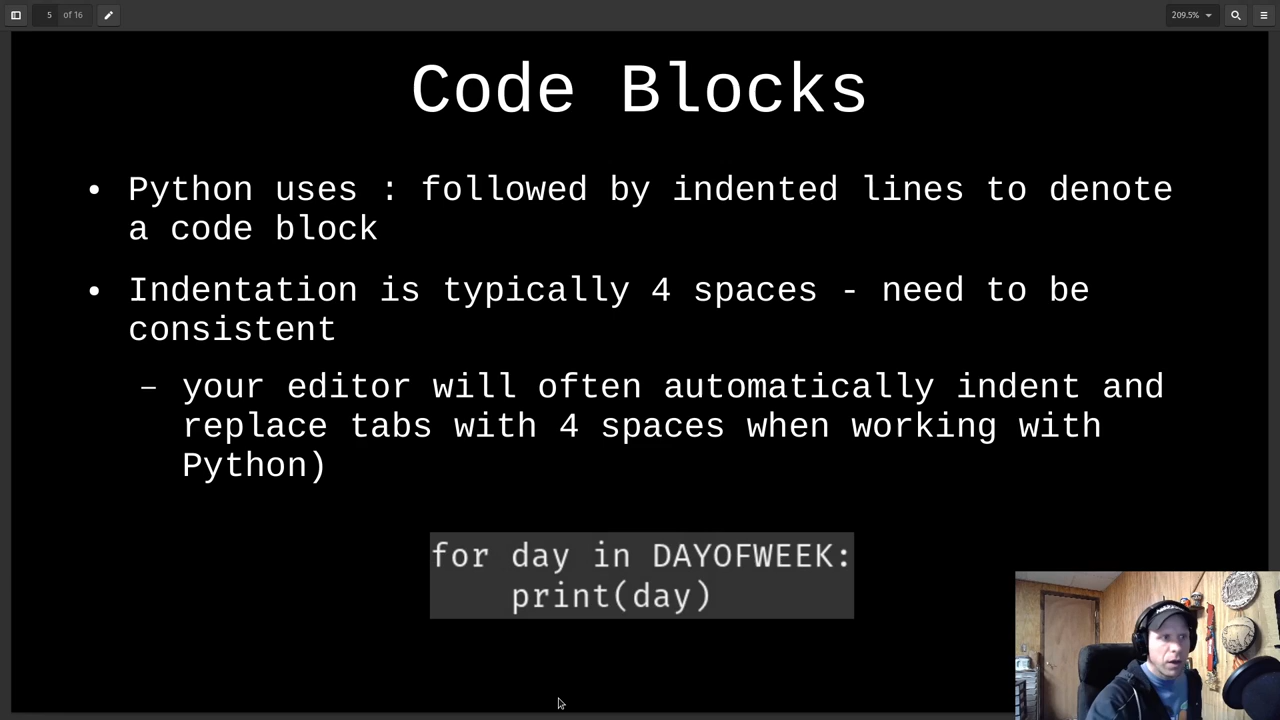 5 of 16
209.5%
Code Blocks
• Python uses : followed by indented lines to denote
a code block
• Indentation is typically 4 spaces - need to be
consistent
– your editor will often automatically indent and
replace tabs with 4 spaces when working with
Python)
for day in DAYOFWEEK:
    print(day)